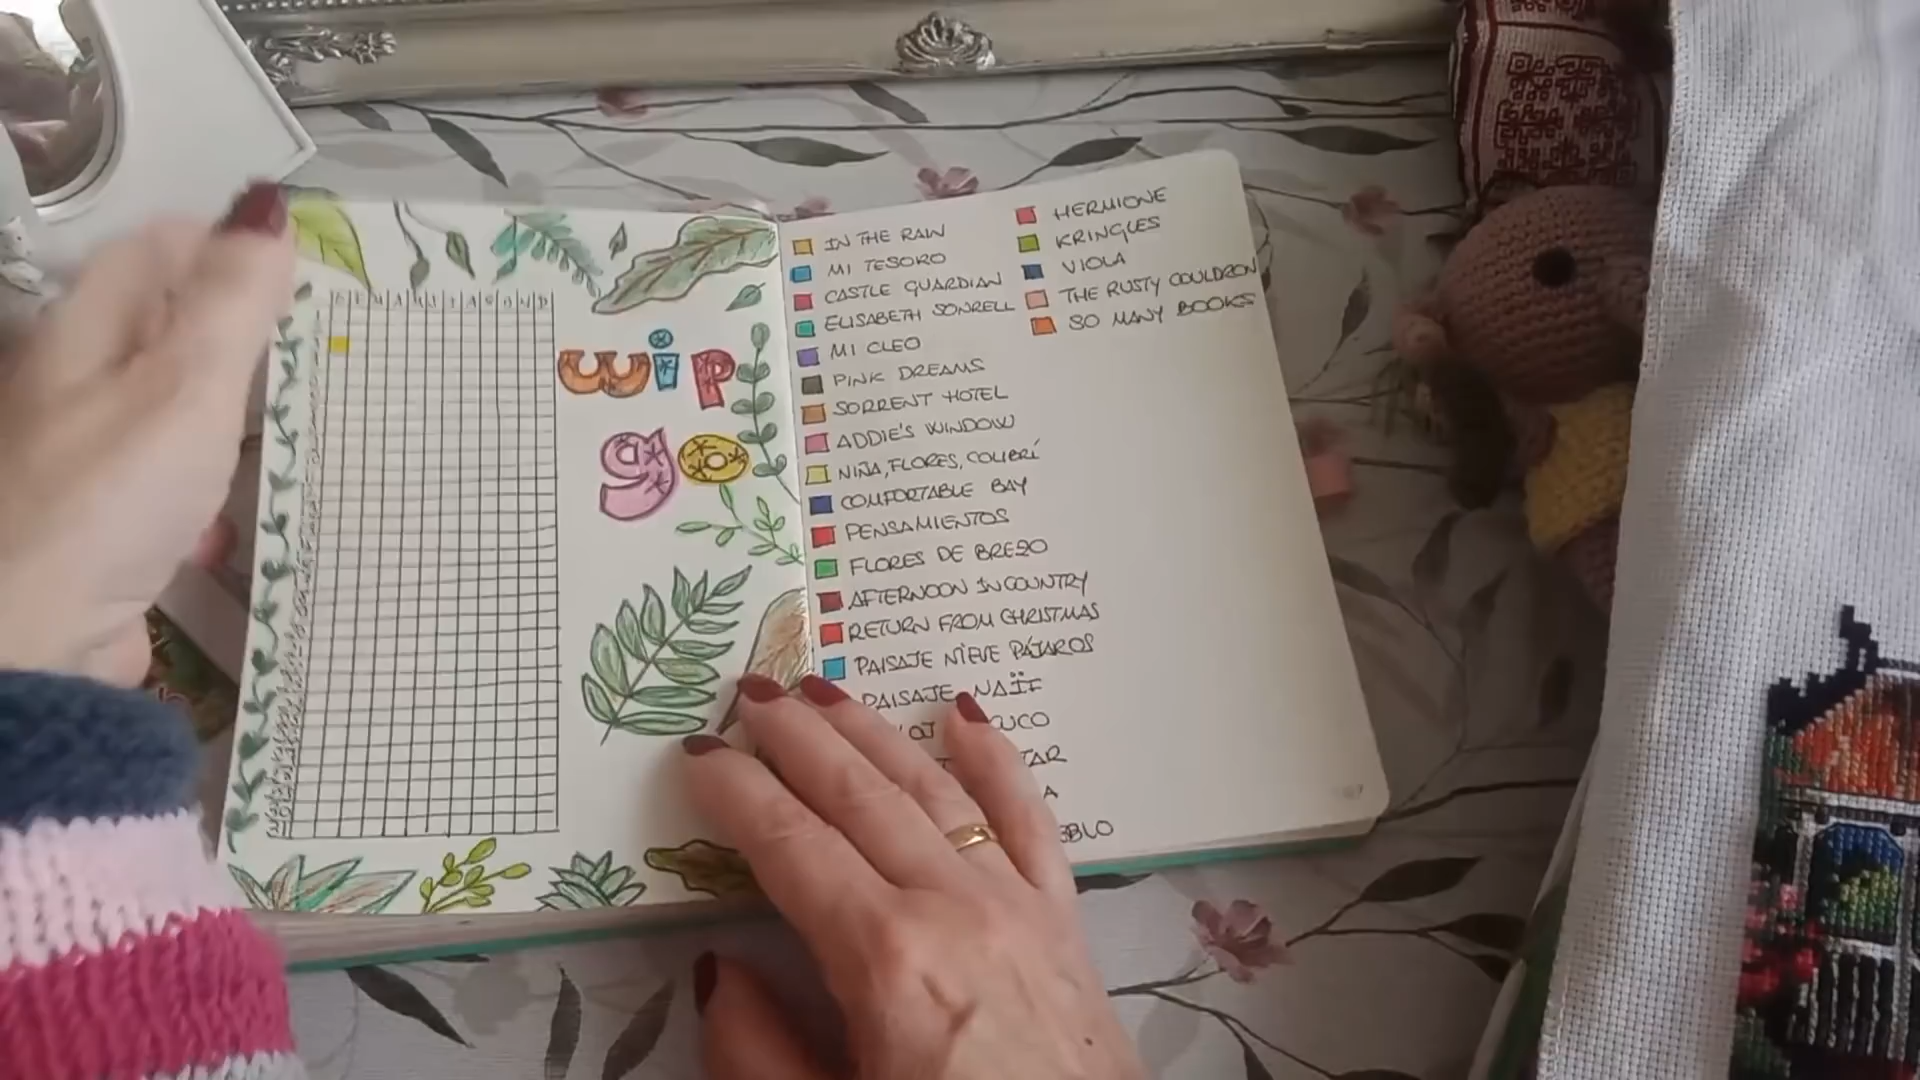 E F M A M J J A S O N D
wip
go
IN THE RAIN
MI TESORO
CASTLE GUARDIAN
ELISABETH SONRELL
MI CLEO
PINK DREAMS
SORRENT HOTEL
ADDIE'S WINDOW
NIÑA, FLORES, COLIBRÍ
COMFORTABLE BAY
PENSAMIENTOS
FLORES DE BREZO
AFTERNOON IN COUNTRY
RETURN FROM CHRISTMAS
PAISAJE NIEVE PÁJAROS
PAISAJE NAÏF
HERMIONE
KRINGLES
VIOLA
THE RUSTY COULDRON
SO MANY BOOKS